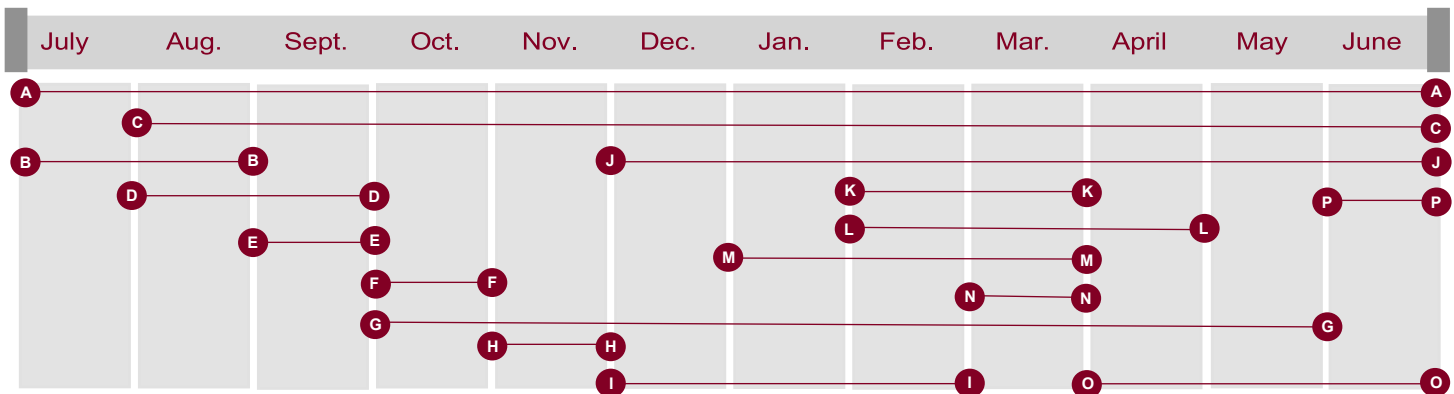 July Aug. Sept. Oct. Nov. Dec. Jan. Feb. Mar. April May June
A A
C C
B B J J
D D K K P P
E E L L
M M
F F N N
G G
H H
I I O O